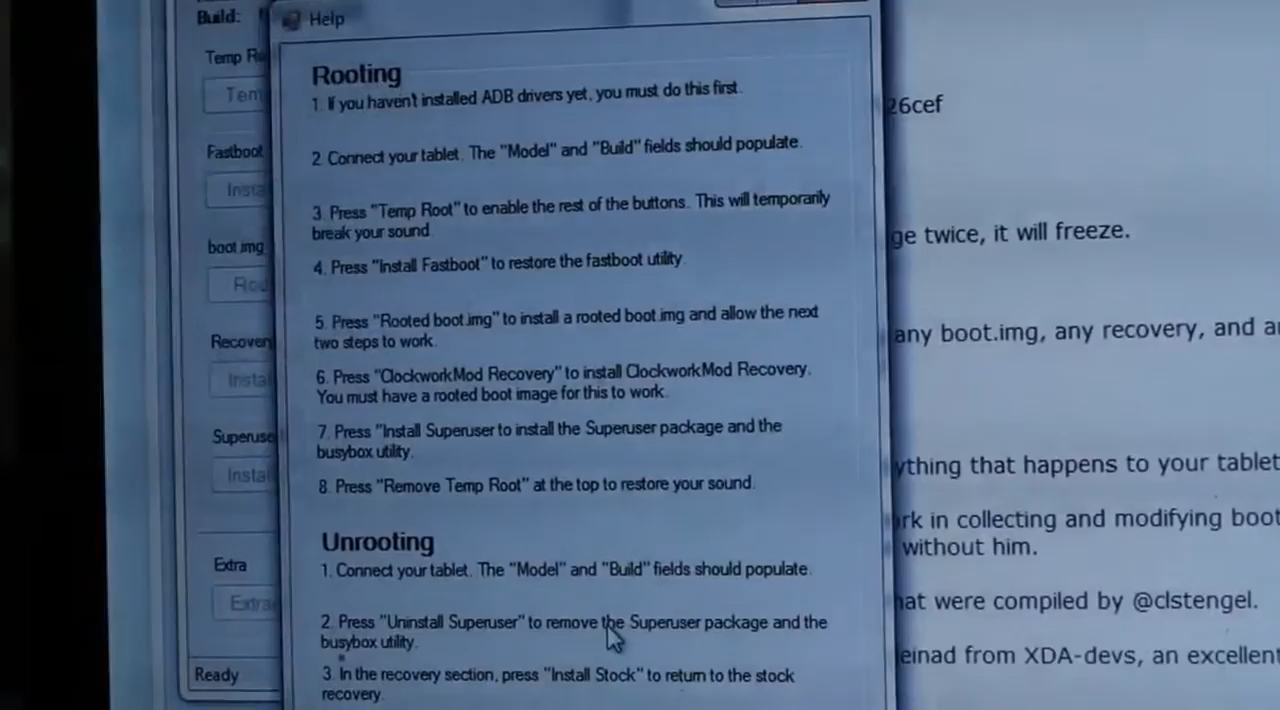 Build:
Help
Temp Ro
Tem
Fastboot
Insta
boot.img
Roo
Recover
Instal
Superuse
Instal
Extra
Extra
Ready
Rooting
1. If you haven't installed ADB drivers yet, you must do this first.
2. Connect your tablet. The "Model" and "Build" fields should populate.
3. Press "Temp Root" to enable the rest of the buttons. This will temporarily
break your sound.
4. Press "Install Fastboot" to restore the fastboot utility.
5. Press "Rooted boot.img" to install a rooted boot.img and allow the next
two steps to work.
6. Press "ClockworkMod Recovery" to install ClockworkMod Recovery.
You must have a rooted boot image for this to work.
7. Press "Install Superuser to install the Superuser package and the
busybox utility.
8. Press "Remove Temp Root" at the top to restore your sound.
Unrooting
1. Connect your tablet. The "Model" and "Build" fields should populate.
2. Press "Uninstall Superuser" to remove the Superuser package and the
busybox utility.
3. In the recovery section, press "Install Stock" to return to the stock
recovery.
26cef
ge twice, it will freeze.
any boot.img, any recovery, and a
ything that happens to your tablet
rk in collecting and modifying boot
without him.
hat were compiled by @clstengel.
einad from XDA-devs, an excellent